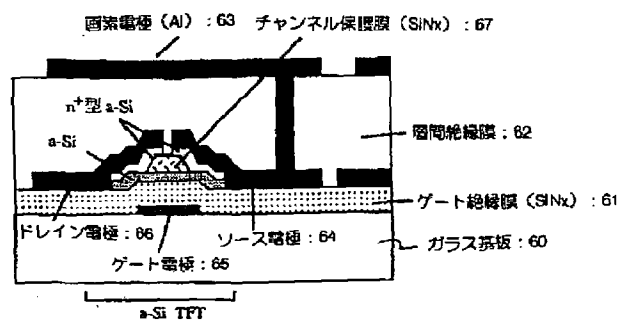 画素電極（Al）：63
チャンネル保護膜（SiNx）：67
n⁺型 a-Si
a-Si
層間絶縁膜：62
ゲート絶縁膜（SiNx）：61
ドレイン電極：66
ソース電極：64
ガラス基板：60
ゲート電極：65
a-Si TFT